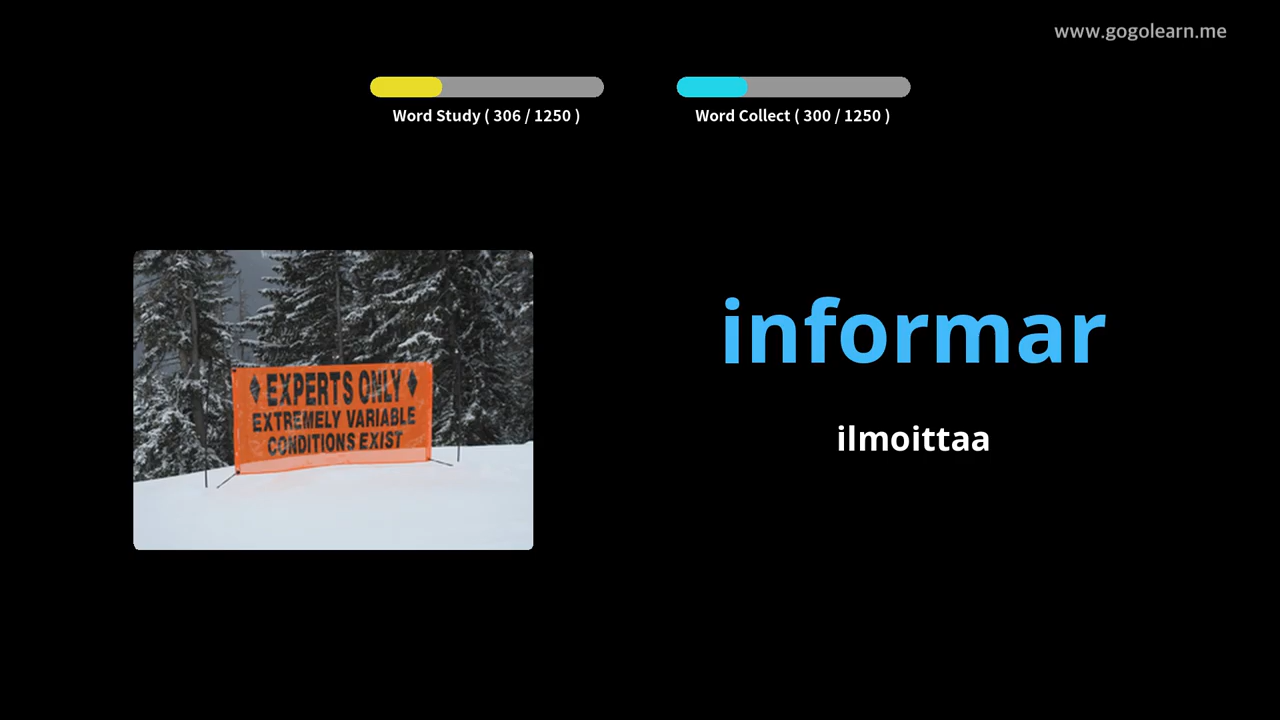 www.gogolearn.me
Word Study ( 306 / 1250 )
Word Collect ( 300 / 1250 )
EXPERTS ONLY
EXTREMELY VARIABLE
CONDITIONS EXIST
informar
ilmoittaa